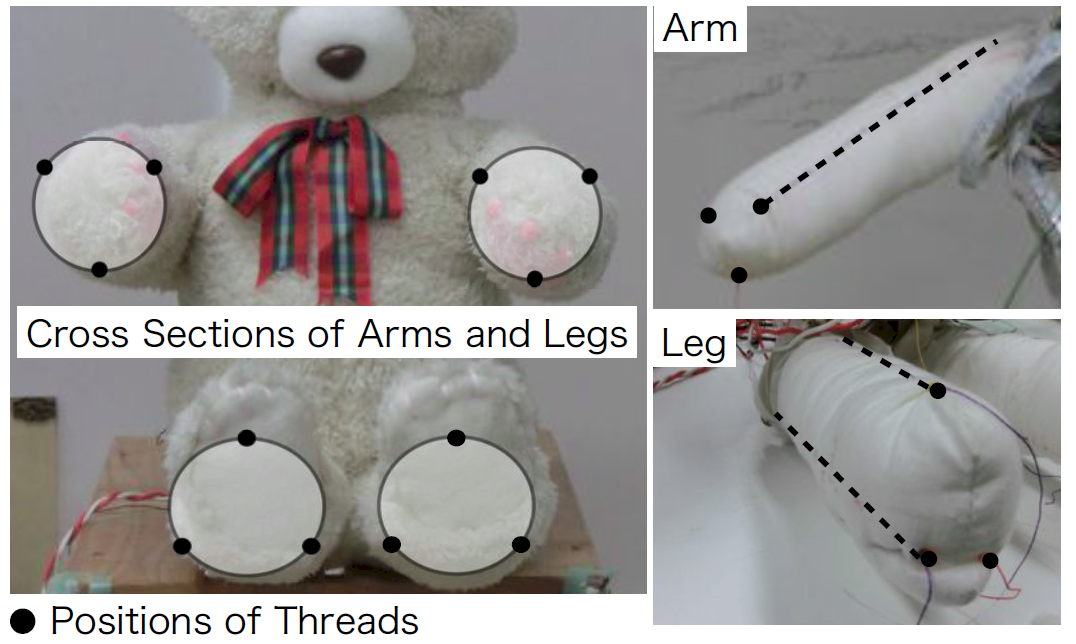 Arm
Cross Sections of Arms and Legs
Leg
Positions of Threads